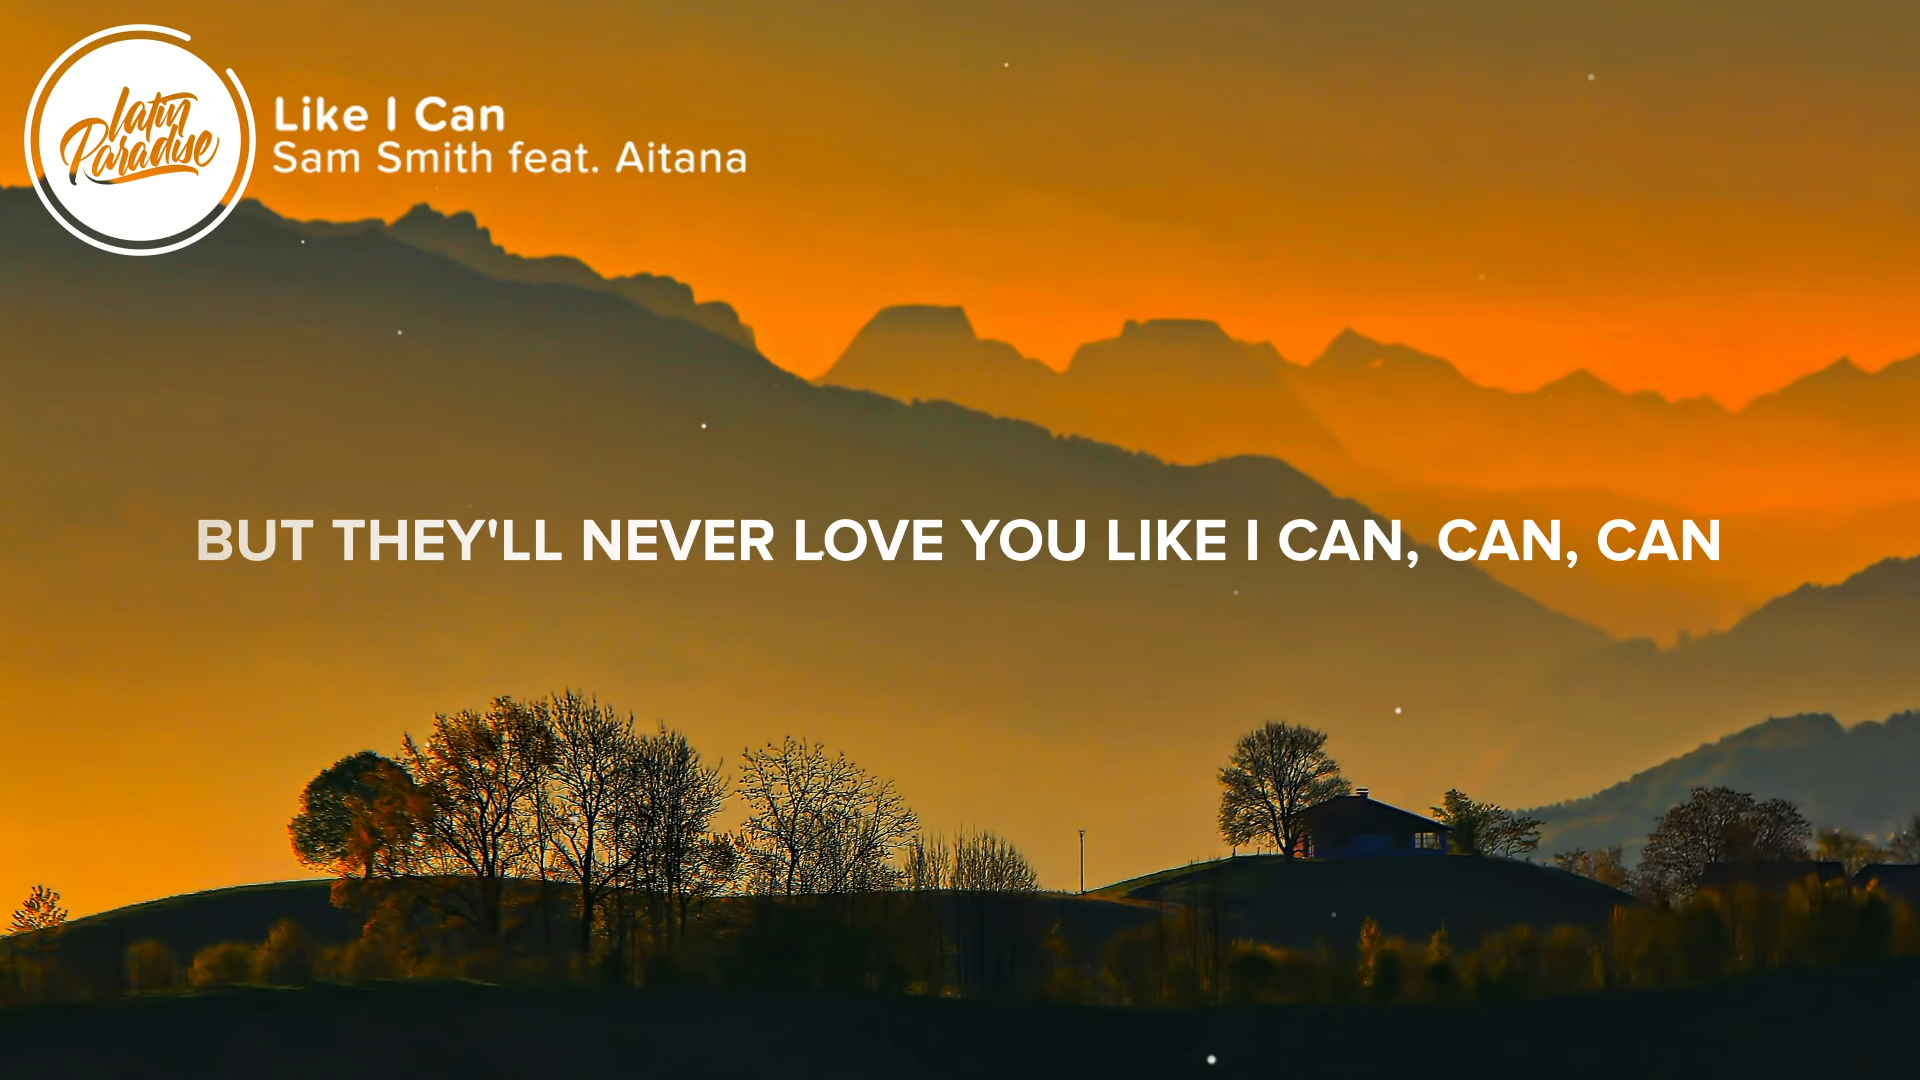 latin
Paradise
Like I Can
Sam Smith feat. Aitana
BUT THEY'LL NEVER LOVE YOU LIKE I CAN, CAN, CAN